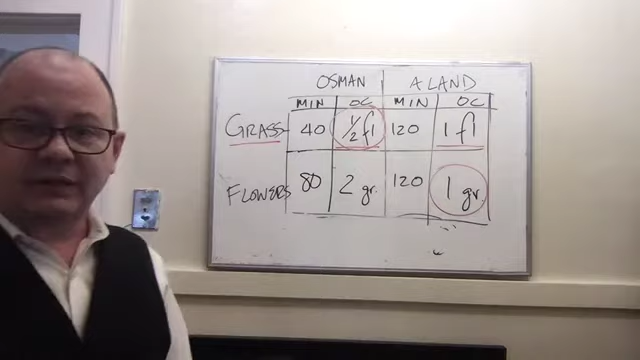 OSMAN ALAND
MIN OC MIN OC
GRASS 40 1/2 fl 120 1 fl
FLOWERS 80 2 gr. 120 1 gr.